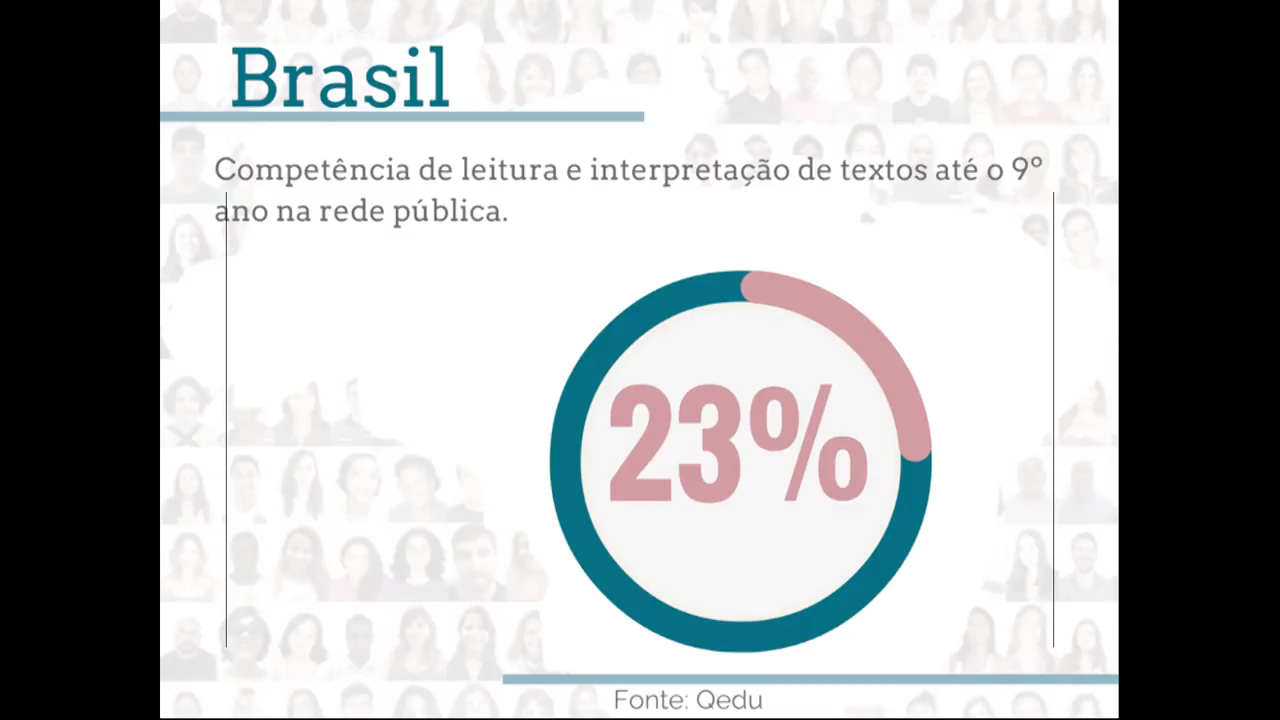 Brasil
Competência de leitura e interpretação de textos até o 9º
ano na rede pública.
23%
Fonte: Qedu